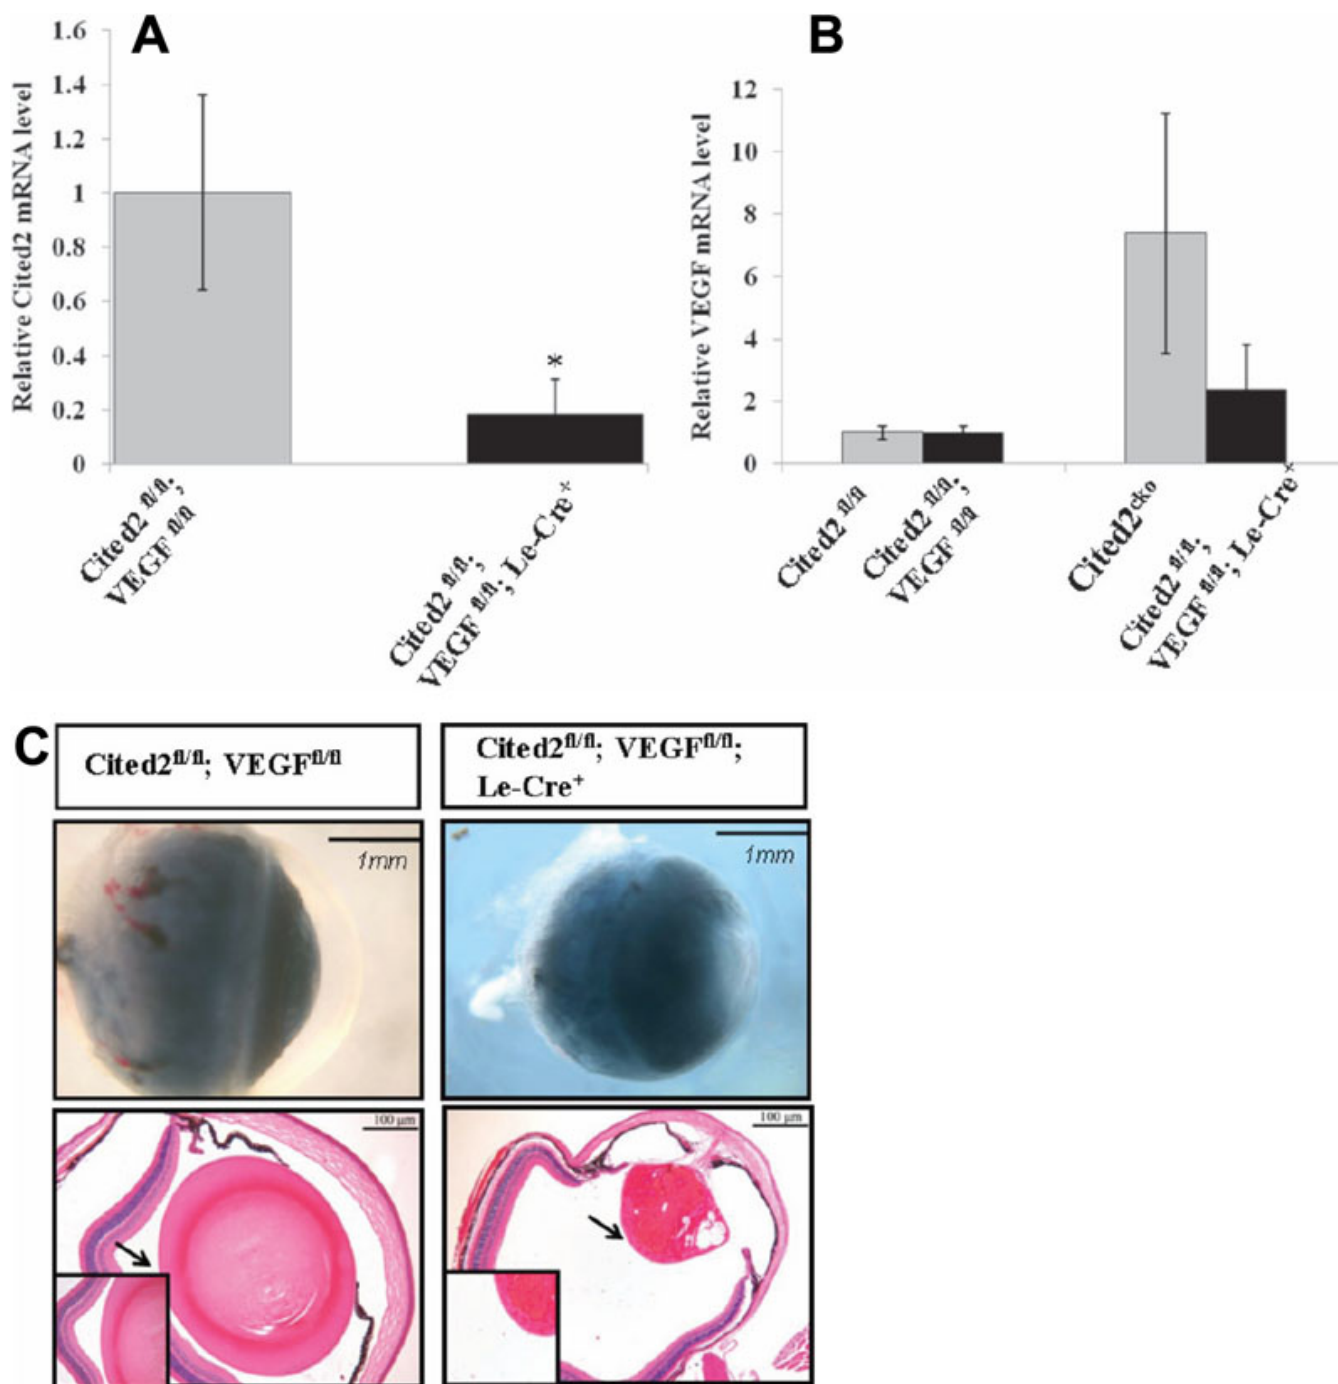 A
Relative Cited2 mRNA level
1.6
1.4
1.2
1
0.8
0.6
0.4
0.2
0
*
Cited2 fl/fl;
VEGF fl/fl
Cited2 fl/fl;
VEGF fl/fl; Le-Cre+
B
Relative VEGF mRNA level
12
10
8
6
4
2
0
Cited2 fl/fl
Cited2 fl/fl;
VEGF fl/fl
Cited2cko
Cited2 fl/fl;
VEGF fl/fl; Le-Cre+
C
Cited2fl/fl; VEGFfl/fl
Cited2fl/fl; VEGFfl/fl;
Le-Cre+
1mm
1mm
100 µm
100 µm